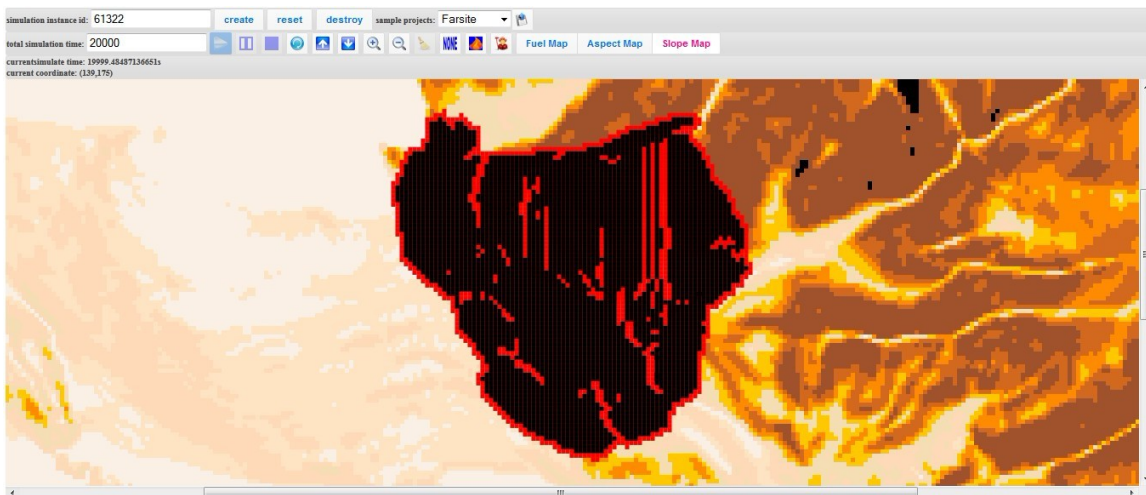 simulation instance id: 61322 create reset destroy sample projects: Farsite
total simulation time: 20000 NONE Fuel Map Aspect Map Slope Map
currentsimulate time: 19999.48487136651s
current coordinate: (139,175)